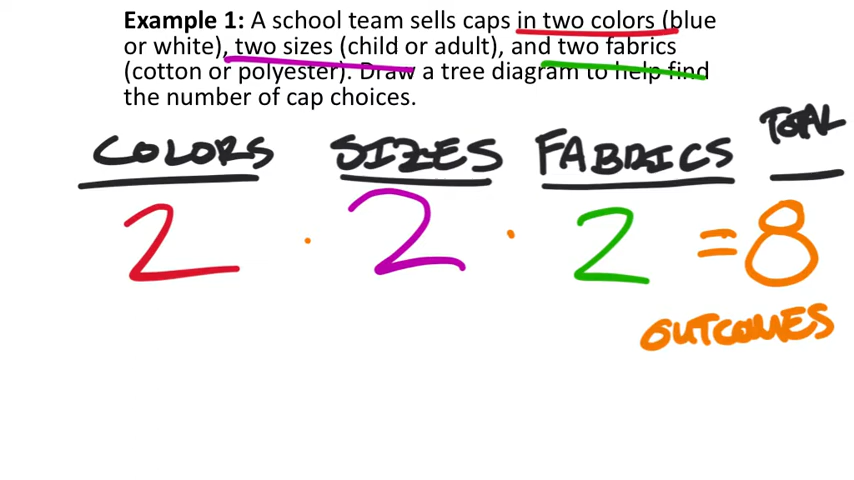 Example 1: A school team sells caps in two colors (blue
or white), two sizes (child or adult), and two fabrics
(cotton or polyester). Draw a tree diagram to help find
the number of cap choices.
COLORS SIZES FABRICS TOTAL
2 · 2 · 2 = 8
OUTCOMES